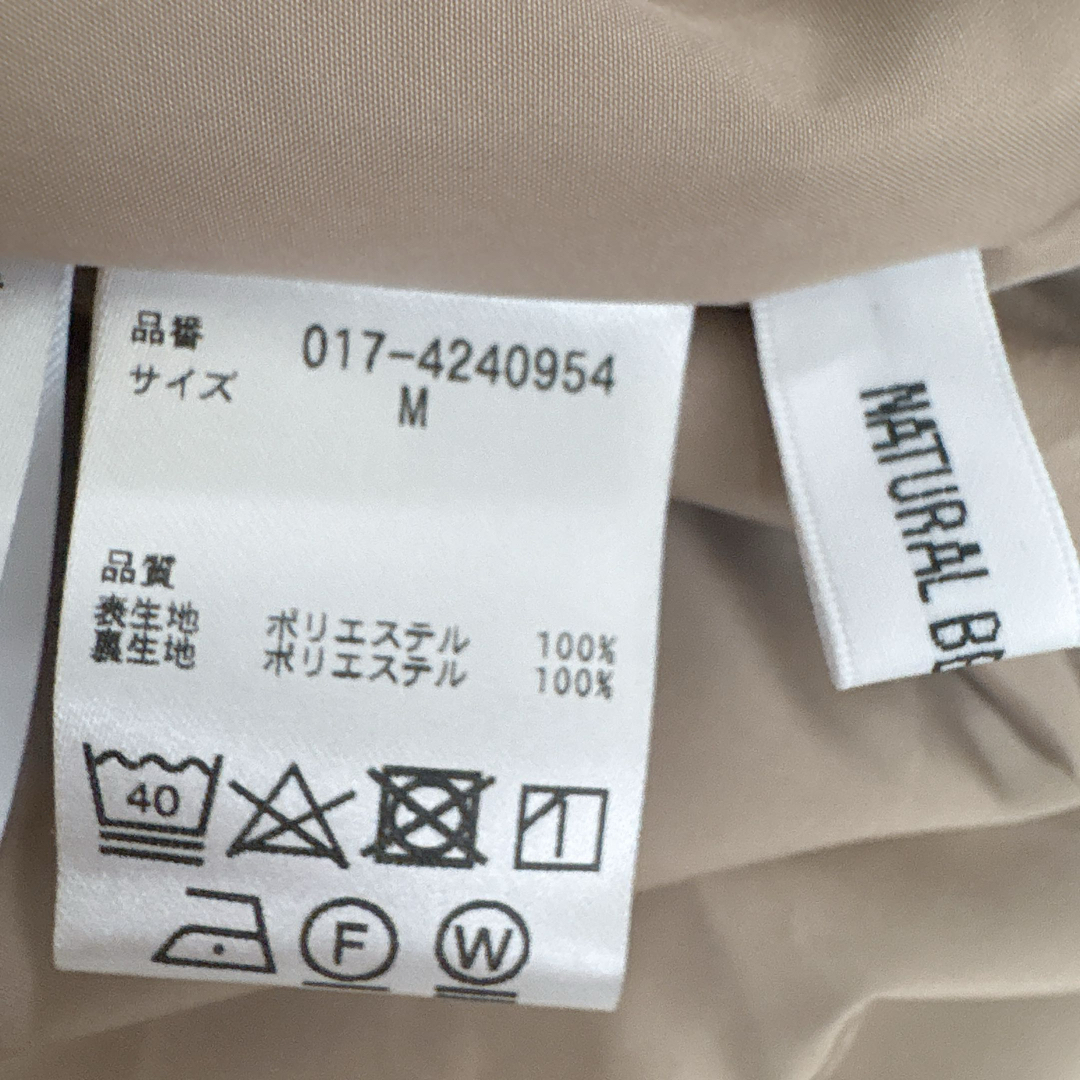 品番 017-4240954
サイズ M
品質
表生地 ポリエステル 100%
裏生地 ポリエステル 100%
40
F
W
NATURAL